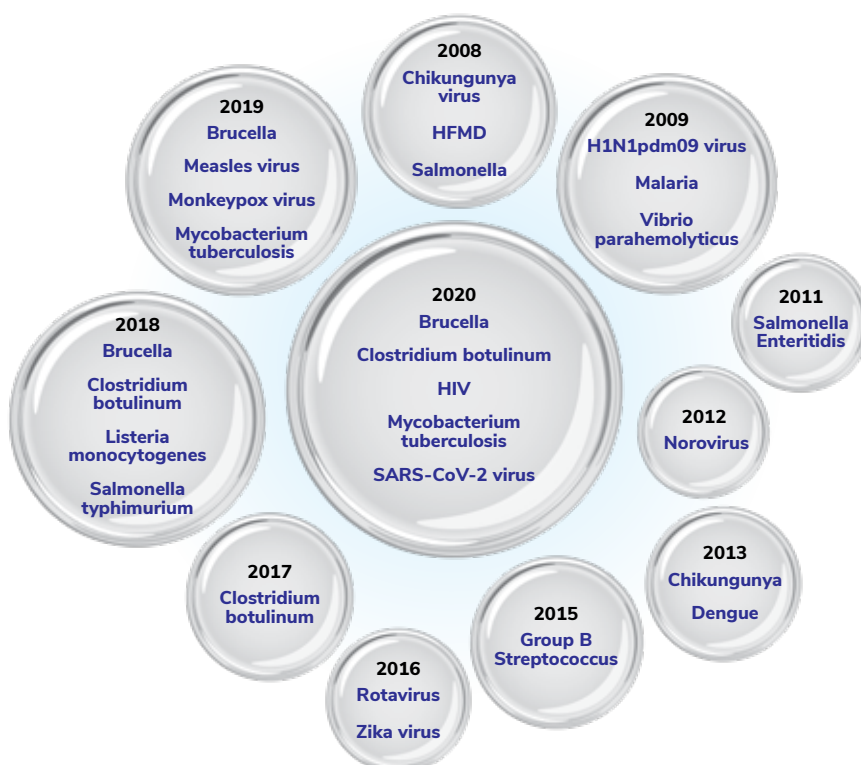 2008
Chikungunya
virus
HFMD
Salmonella
2009
H1N1pdm09 virus
Malaria
Vibrio
parahemolyticus
2011
Salmonella
Enteritidis
2012
Norovirus
2013
Chikungunya
Dengue
2015
Group B
Streptococcus
2016
Rotavirus
Zika virus
2017
Clostridium
botulinum
2018
Brucella
Clostridium
botulinum
Listeria
monocytogenes
Salmonella
typhimurium
2019
Brucella
Measles virus
Monkeypox virus
Mycobacterium
tuberculosis
2020
Brucella
Clostridium botulinum
HIV
Mycobacterium
tuberculosis
SARS-CoV-2 virus